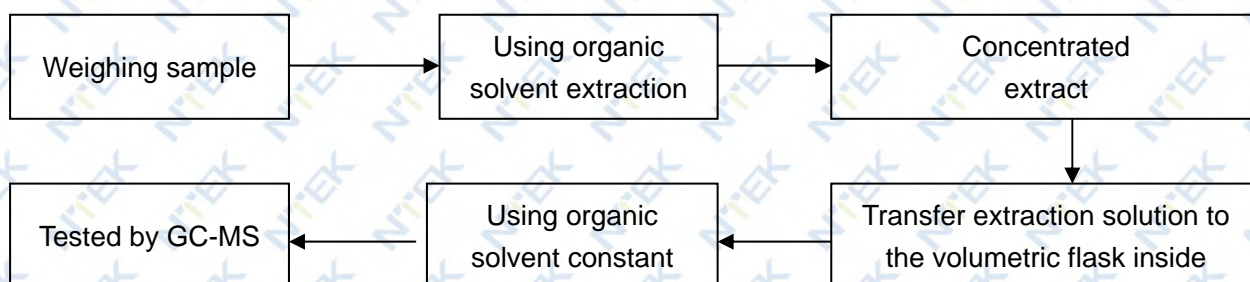 Weighing sample
Using organic
solvent extraction
Concentrated
extract
Transfer extraction solution to
the volumetric flask inside
Using organic
solvent constant
Tested by GC-MS
NTEK